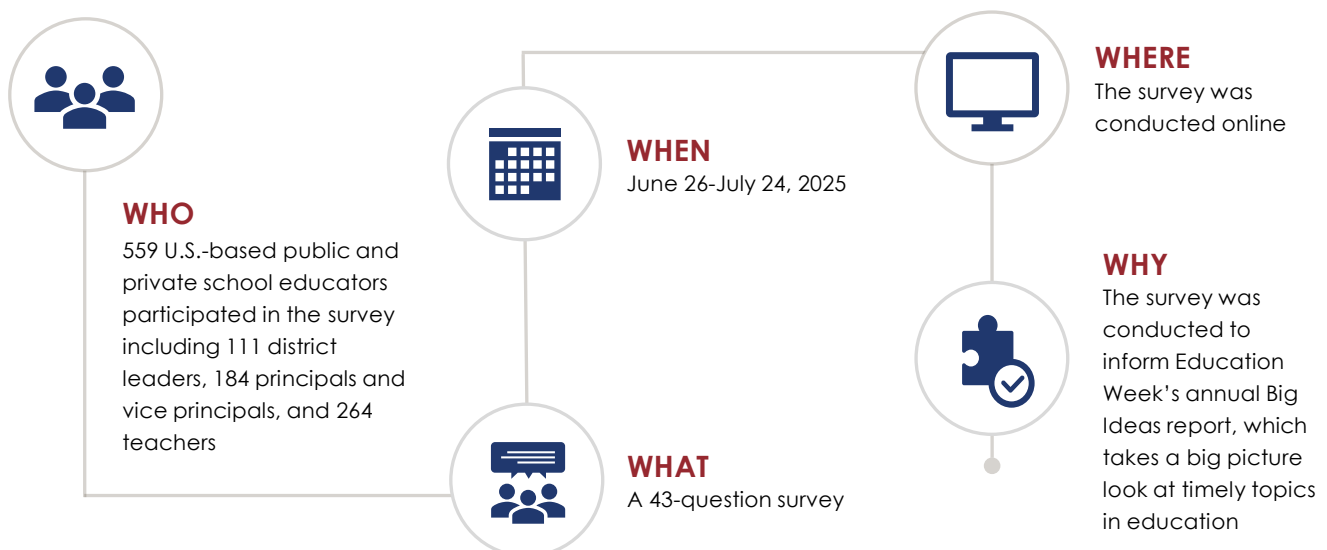 WHO
559 U.S.-based public and
private school educators
participated in the survey
including 111 district
leaders, 184 principals and
vice principals, and 264
teachers
WHAT
A 43-question survey
WHEN
June 26-July 24, 2025
WHERE
The survey was
conducted online
WHY
The survey was
conducted to
inform Education
Week’s annual Big
Ideas report, which
takes a big picture
look at timely topics
in education